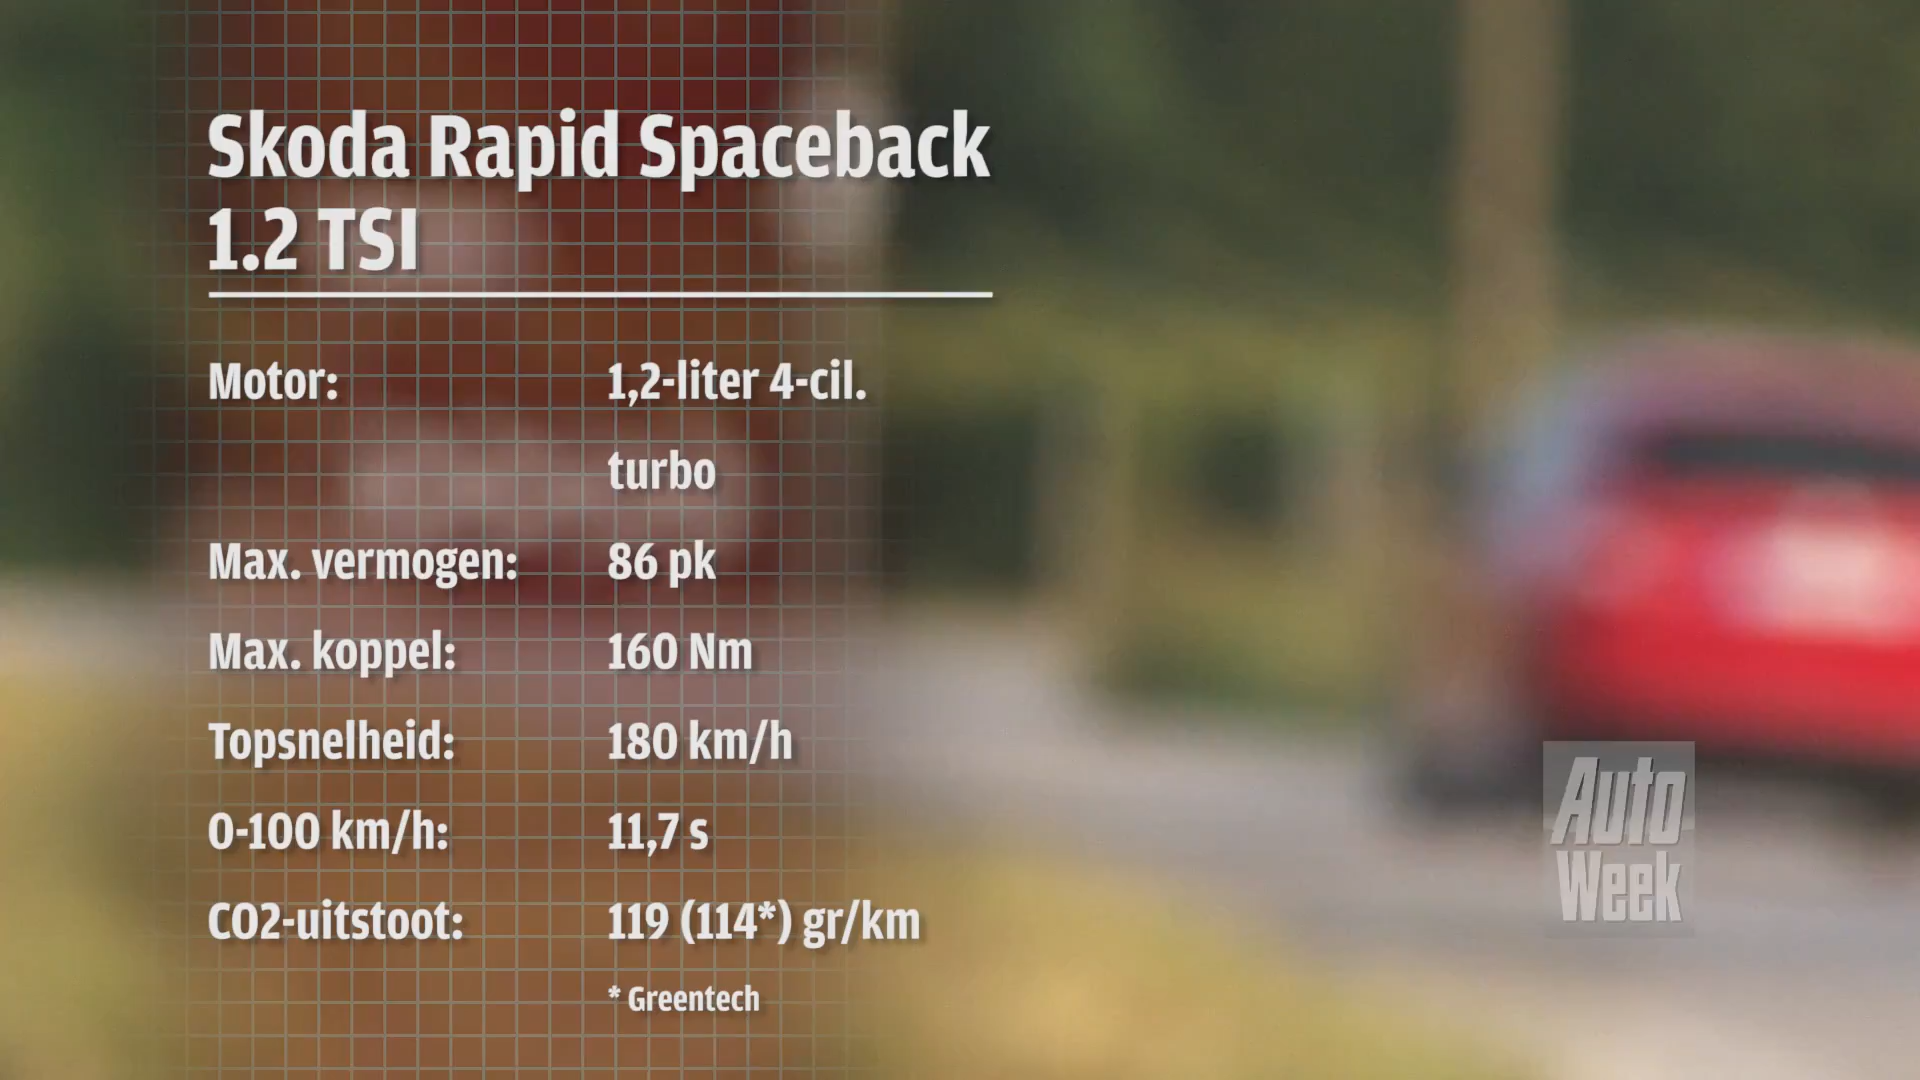 Skoda Rapid Spaceback
1.2 TSI
Motor: 1,2-liter 4-cil.
turbo
Max. vermogen: 86 pk
Max. koppel: 160 Nm
Topsnelheid: 180 km/h
0-100 km/h: 11,7 s
CO2-uitstoot: 119 (114*) gr/km
* Greentech
Auto
Week